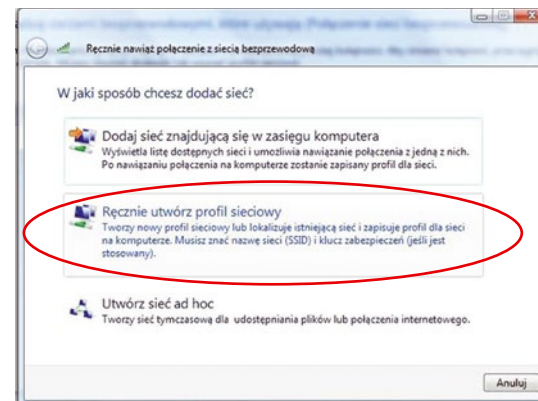 Ręcznie nawiąż połączenie z siecią bezprzewodową
W jaki sposób chcesz dodać sieć?
Dodaj sieć znajdującą się w zasięgu komputera
Wyświetla listę dostępnych sieci i umożliwia nawiązanie połączenia z jedną z nich.
Po nawiązaniu połączenia na komputerze zostanie zapisany profil dla sieci.
Ręcznie utwórz profil sieciowy
Tworzy nowy profil sieciowy lub lokalizuje istniejącą sieć i zapisuje profil dla sieci
na komputerze. Musisz znać nazwę sieci (SSID) i klucz zabezpieczeń (jeśli jest
stosowany).
Utwórz sieć ad hoc
Tworzy sieć tymczasową dla udostępniania plików lub połączenia internetowego.
Anuluj